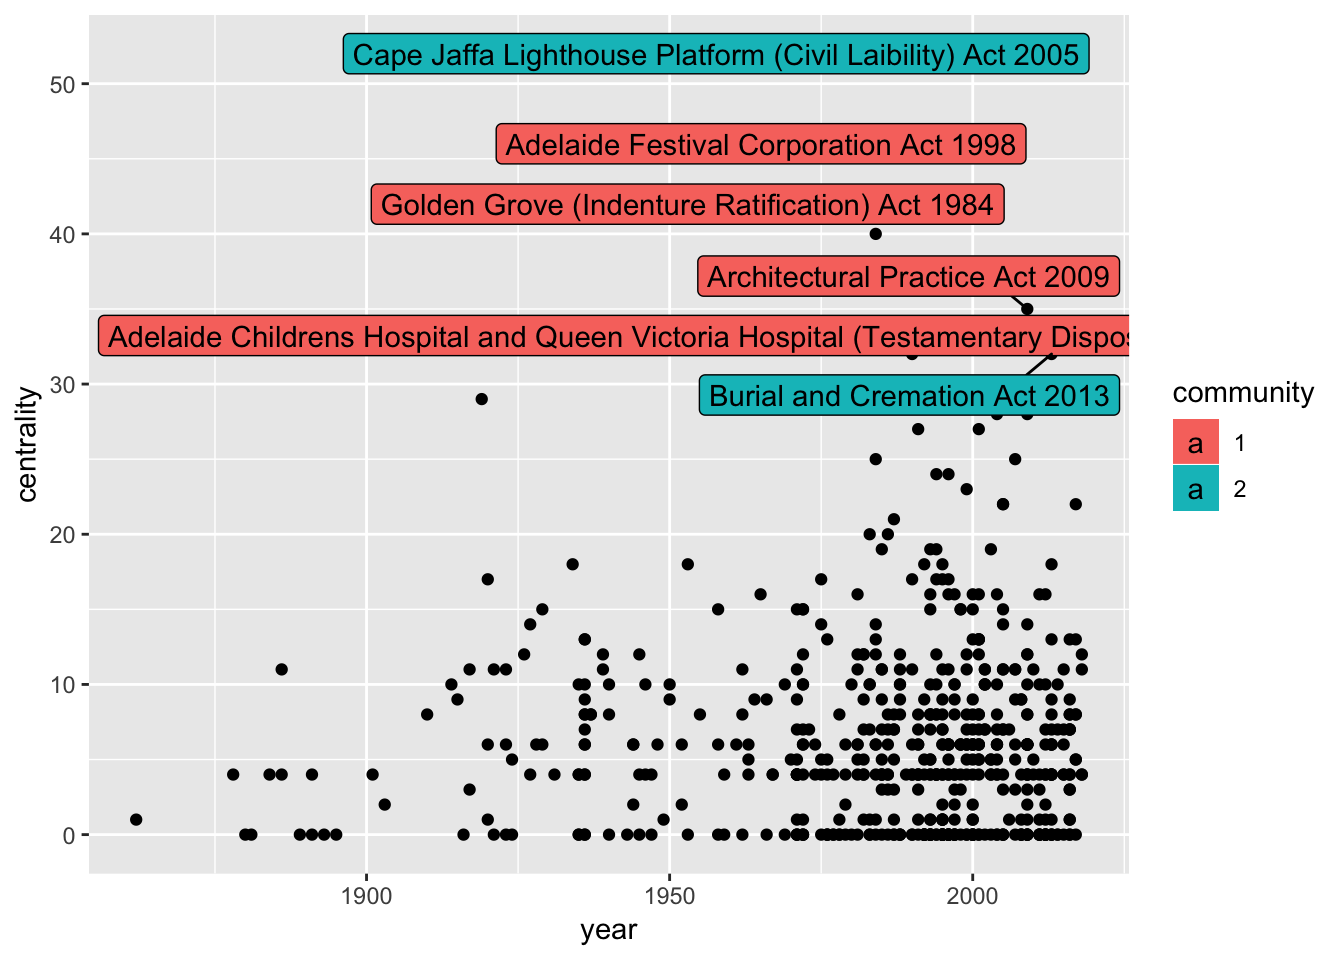 Cape Jaffa Lighthouse Platform (Civil Laibility) Act 2005
50
Adelaide Festival Corporation Act 1998
Golden Grove (Indenture Ratification) Act 1984
40
Architectural Practice Act 2009
Adelaide Childrens Hospital and Queen Victoria Hospital (Testamentary Dispos
30
Burial and Cremation Act 2013
centrality
20
10
0
1900
1950
2000
year
community
a 1
a 2